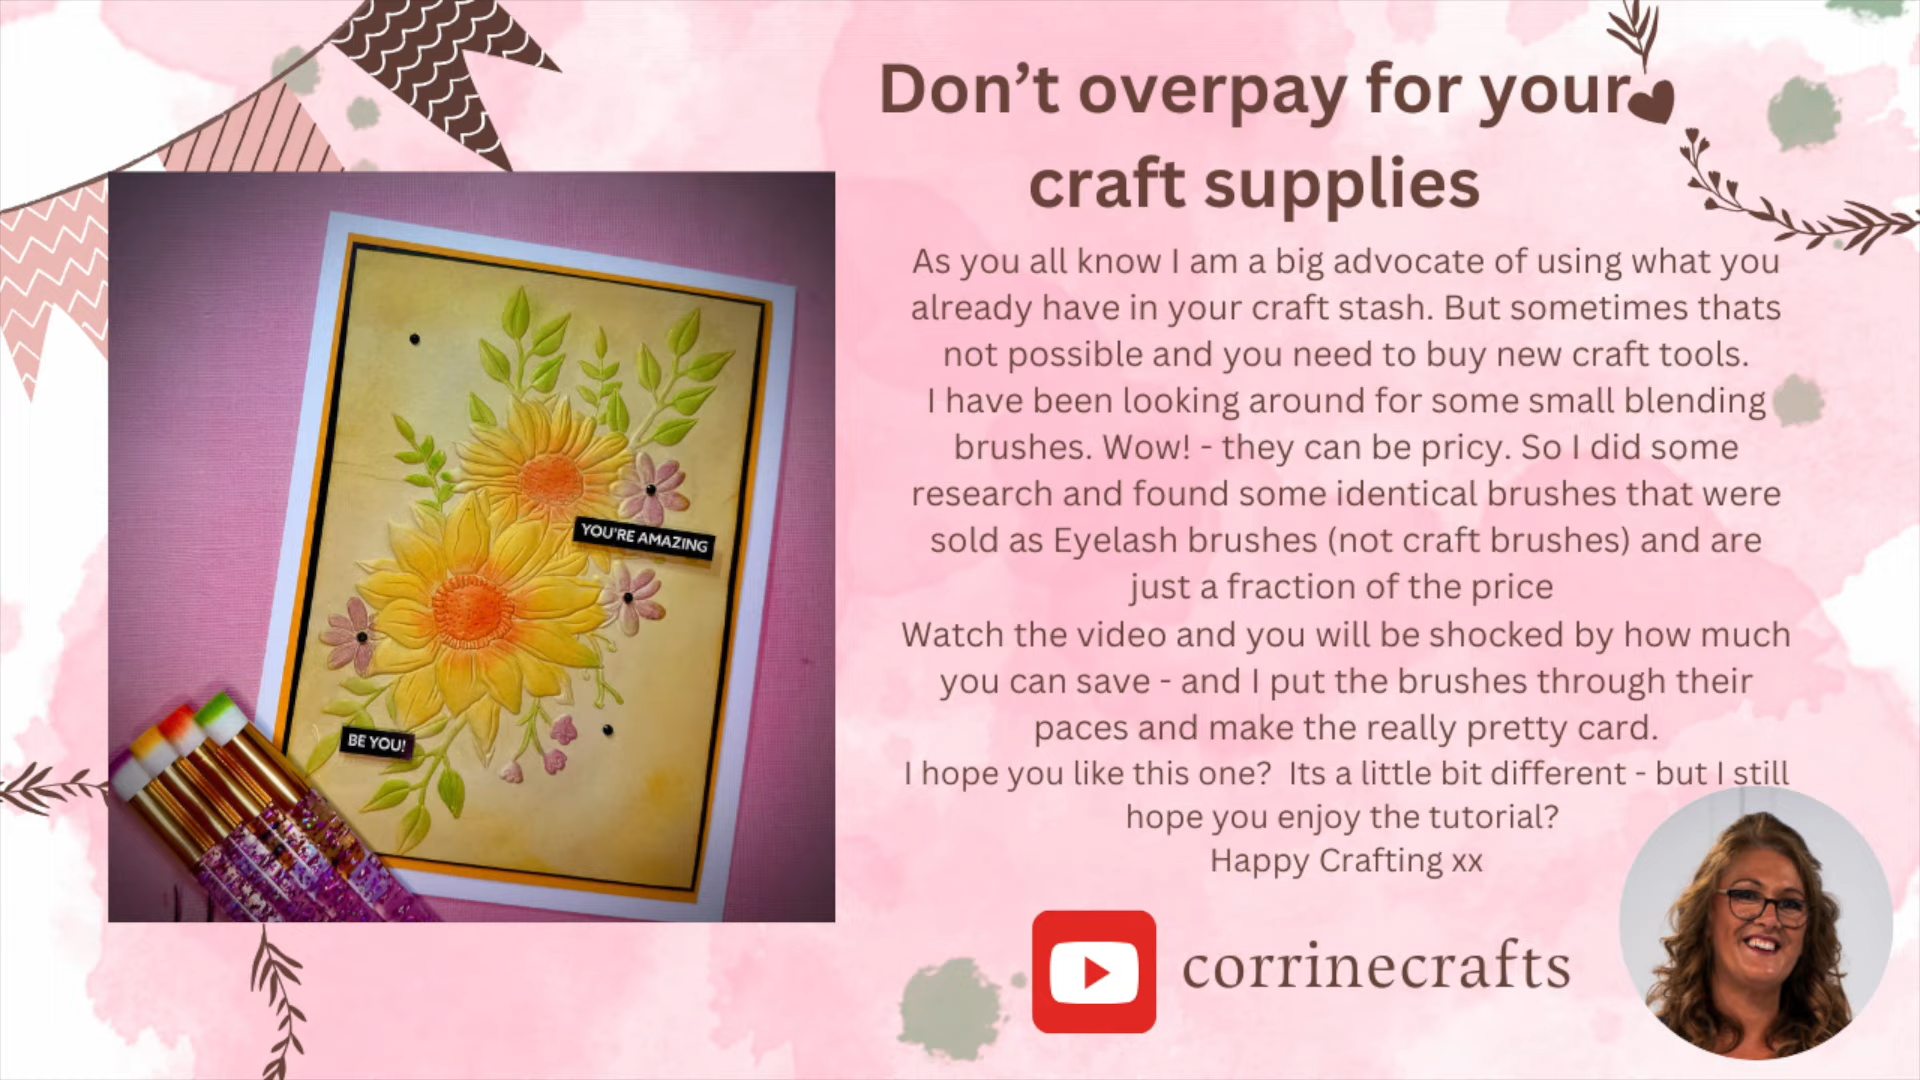 Don’t overpay for your
craft supplies
As you all know I am a big advocate of using what you
already have in your craft stash. But sometimes thats
not possible and you need to buy new craft tools.
I have been looking around for some small blending
brushes. Wow! - they can be pricy. So I did some
research and found some identical brushes that were
sold as Eyelash brushes (not craft brushes) and are
just a fraction of the price
Watch the video and you will be shocked by how much
you can save - and I put the brushes through their
paces and make the really pretty card.
I hope you like this one?  Its a little bit different - but I still
hope you enjoy the tutorial?
Happy Crafting xx
corrinecrafts
YOU'RE AMAZING
BE YOU!